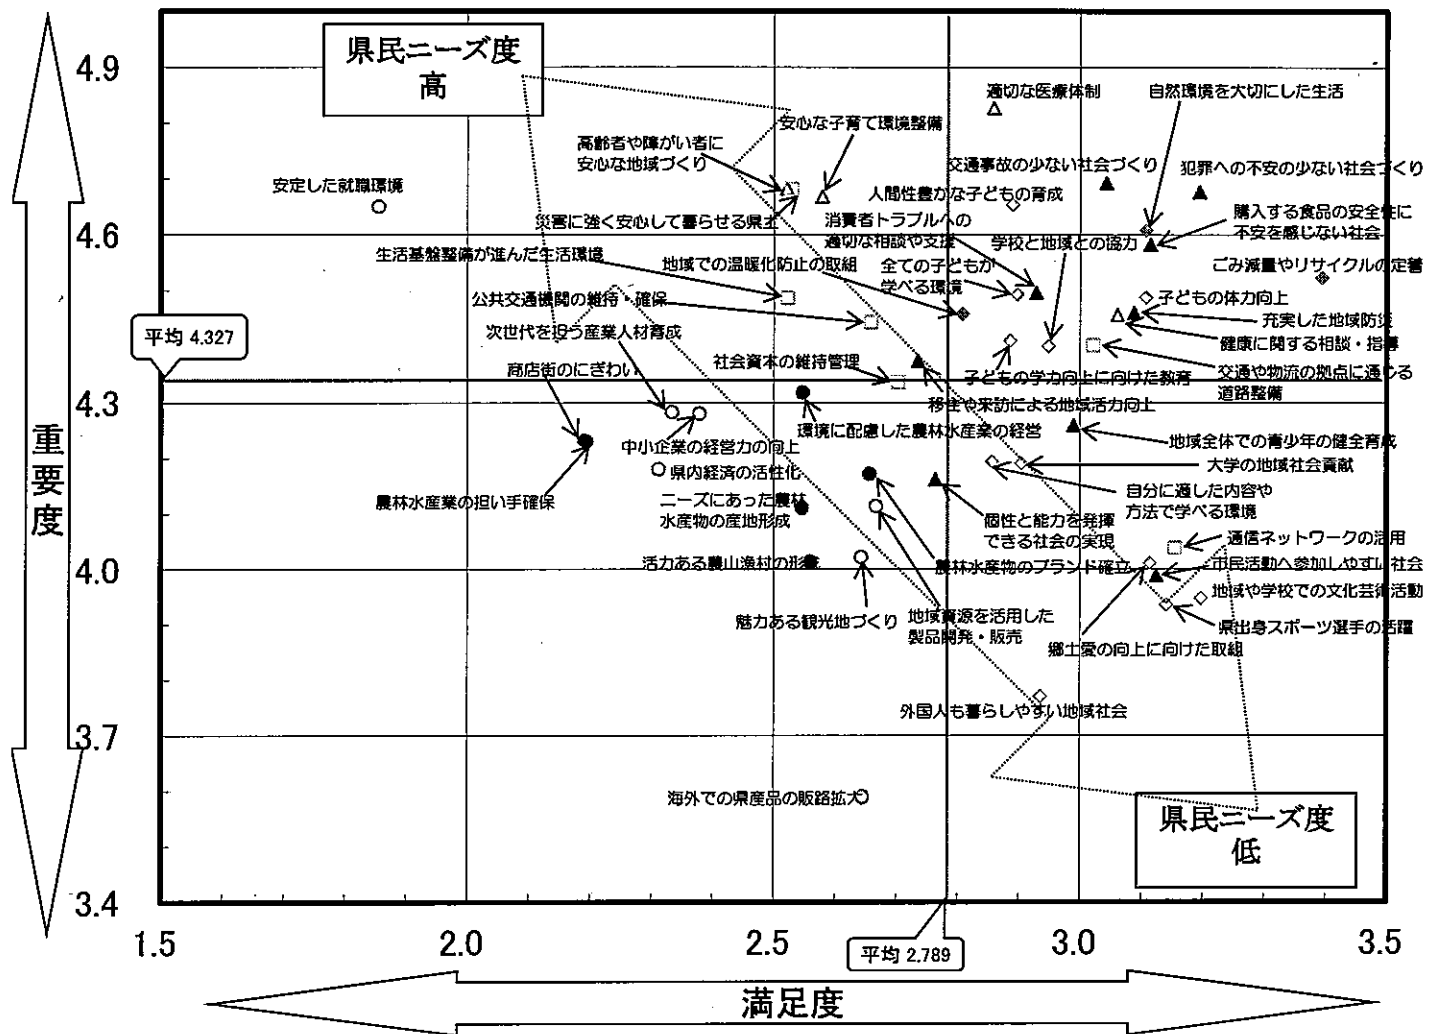 県民ニーズ度
高
4.9
適切な医療体制
自然環境を大切にした生活
安心な子育て環境整備
高齢者や障がい者に
安心な地域づくり
交通事故の少ない社会づくり
犯罪への不安の少ない社会づくり
安定した就職環境
人間性豊かな子どもの育成
災害に強く安心して暮らせる県土
消費者トラブルへの
適切な相談や支援
購入する食品の安全性に
不安を感じない社会
4.6
生活基盤整備が進んだ生活環境
地域での温暖化防止の取組
学校と地域との協力
全ての子どもが
学べる環境
ごみ減量やリサイクルの定着
公共交通機関の維持・確保
子どもの体力向上
充実した地域防災
平均 4.327
次世代を担う産業人材育成
健康に関する相談・指導
商店街のにぎわい
社会資本の維持管理
子どもの学力向上に向けた教育
交通や物流の拠点に通じる
道路整備
4.3
移住や来訪による地域活力向上
環境に配慮した農林水産業の経営
地域全体での青少年の健全育成
中小企業の経営力の向上
県内経済の活性化
大学の地域社会貢献
農林水産業の担い手確保
ニーズにあった農林
水産物の産地形成
自分に適した内容や
方法で学べる環境
個性と能力を発揮
できる社会の実現
通信ネットワークの活用
4.0
活力ある農山漁村の形成
農林水産物のブランド確立
市民活動へ参加しやすい社会
地域や学校での文化芸術活動
魅力ある観光地づくり
地域資源を活用した
製品開発・販売
県出身スポーツ選手の活躍
郷土愛の向上に向けた取組
外国人も暮らしやすい地域社会
3.7
海外での県産品の販路拡大
県民ニーズ度
低
3.4
重要度
1.5
2.0
2.5
3.0
3.5
平均 2.789
満足度